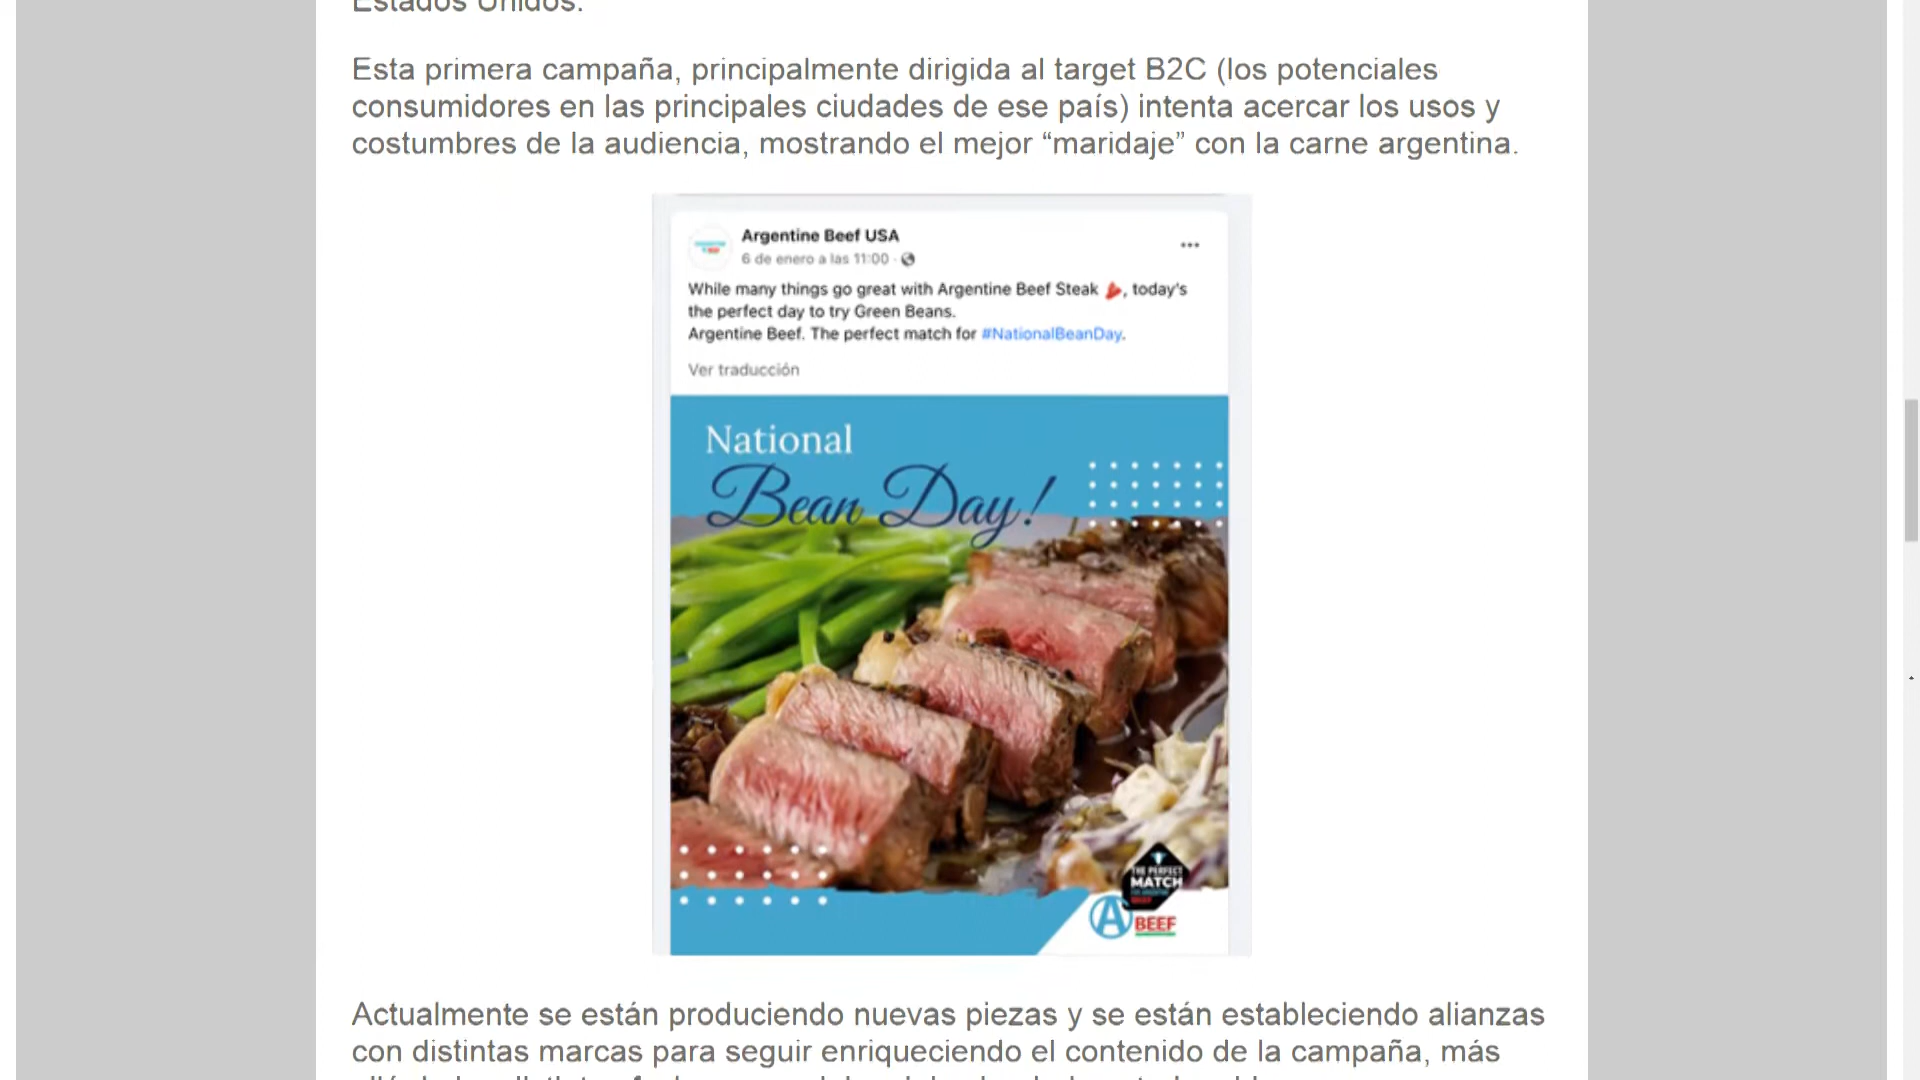 Estados Unidos.
Esta primera campaña, principalmente dirigida al target B2C (los potenciales
consumidores en las principales ciudades de ese país) intenta acercar los usos y
costumbres de la audiencia, mostrando el mejor “maridaje” con la carne argentina.
Argentine Beef USA
6 de enero a las 11:00 ·
While many things go great with Argentine Beef Steak 🥩, today's
the perfect day to try Green Beans.
Argentine Beef. The perfect match for #NationalBeanDay.
Ver traducción
National
Bean Day!
THE PERFECT
MATCH
BEEF
A BEEF
Actualmente se están produciendo nuevas piezas y se están estableciendo alianzas
con distintas marcas para seguir enriqueciendo el contenido de la campaña, más